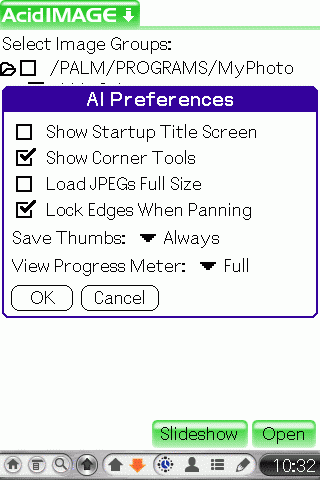 AcidIMAGE
Select Image Groups:
/PALM/PROGRAMS/MyPhoto
AI Preferences
Show Startup Title Screen
Show Corner Tools
Load JPEGs Full Size
Lock Edges When Panning
Save Thumbs: Always
View Progress Meter: Full
OK Cancel
Slideshow Open
10:32